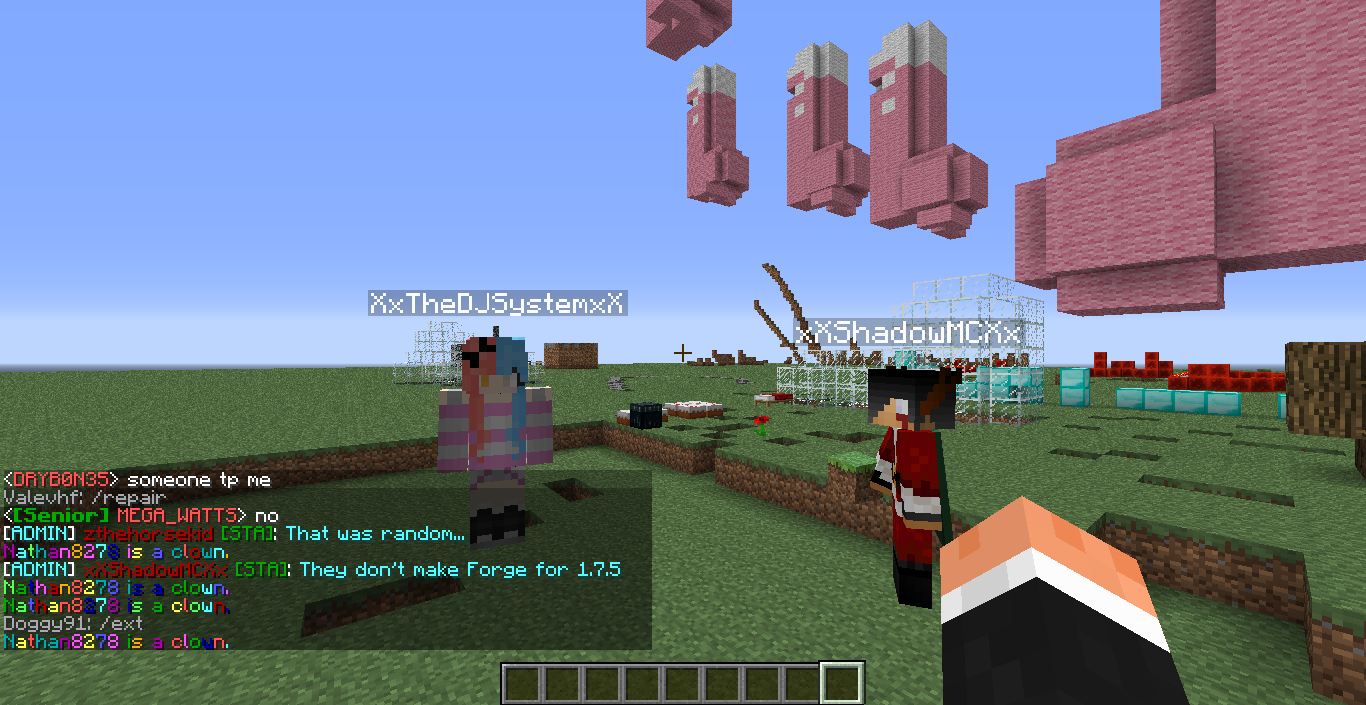 XxTheDJSystemxX
xXShadowMCXx
<DRYB0N35> someone tp me
Valevhf: /repair
<[Senior] MEGA_WATTS> no
[ADMIN] zthehorsekid [STA]: That was random...
Nathan8278 is a clown.
[ADMIN] xXShadowMCXx [STA]: They don't make Forge for 1.7.5
Nathan8278 is a clown.
Nathan8278 is a clown.
Doggy91: /ext
Nathan8278 is a clown.